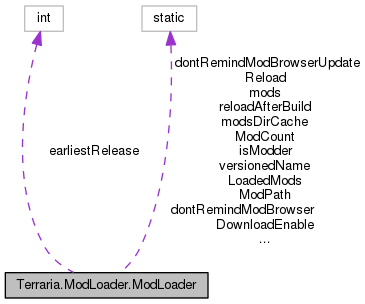 int
static
dontRemindModBrowserUpdate
Reload
mods
reloadAfterBuild
modsDirCache
ModCount
isModder
versionedName
LoadedMods
ModPath
dontRemindModBrowser
DownloadEnable
...
earliestRelease
Terraria.ModLoader.ModLoader